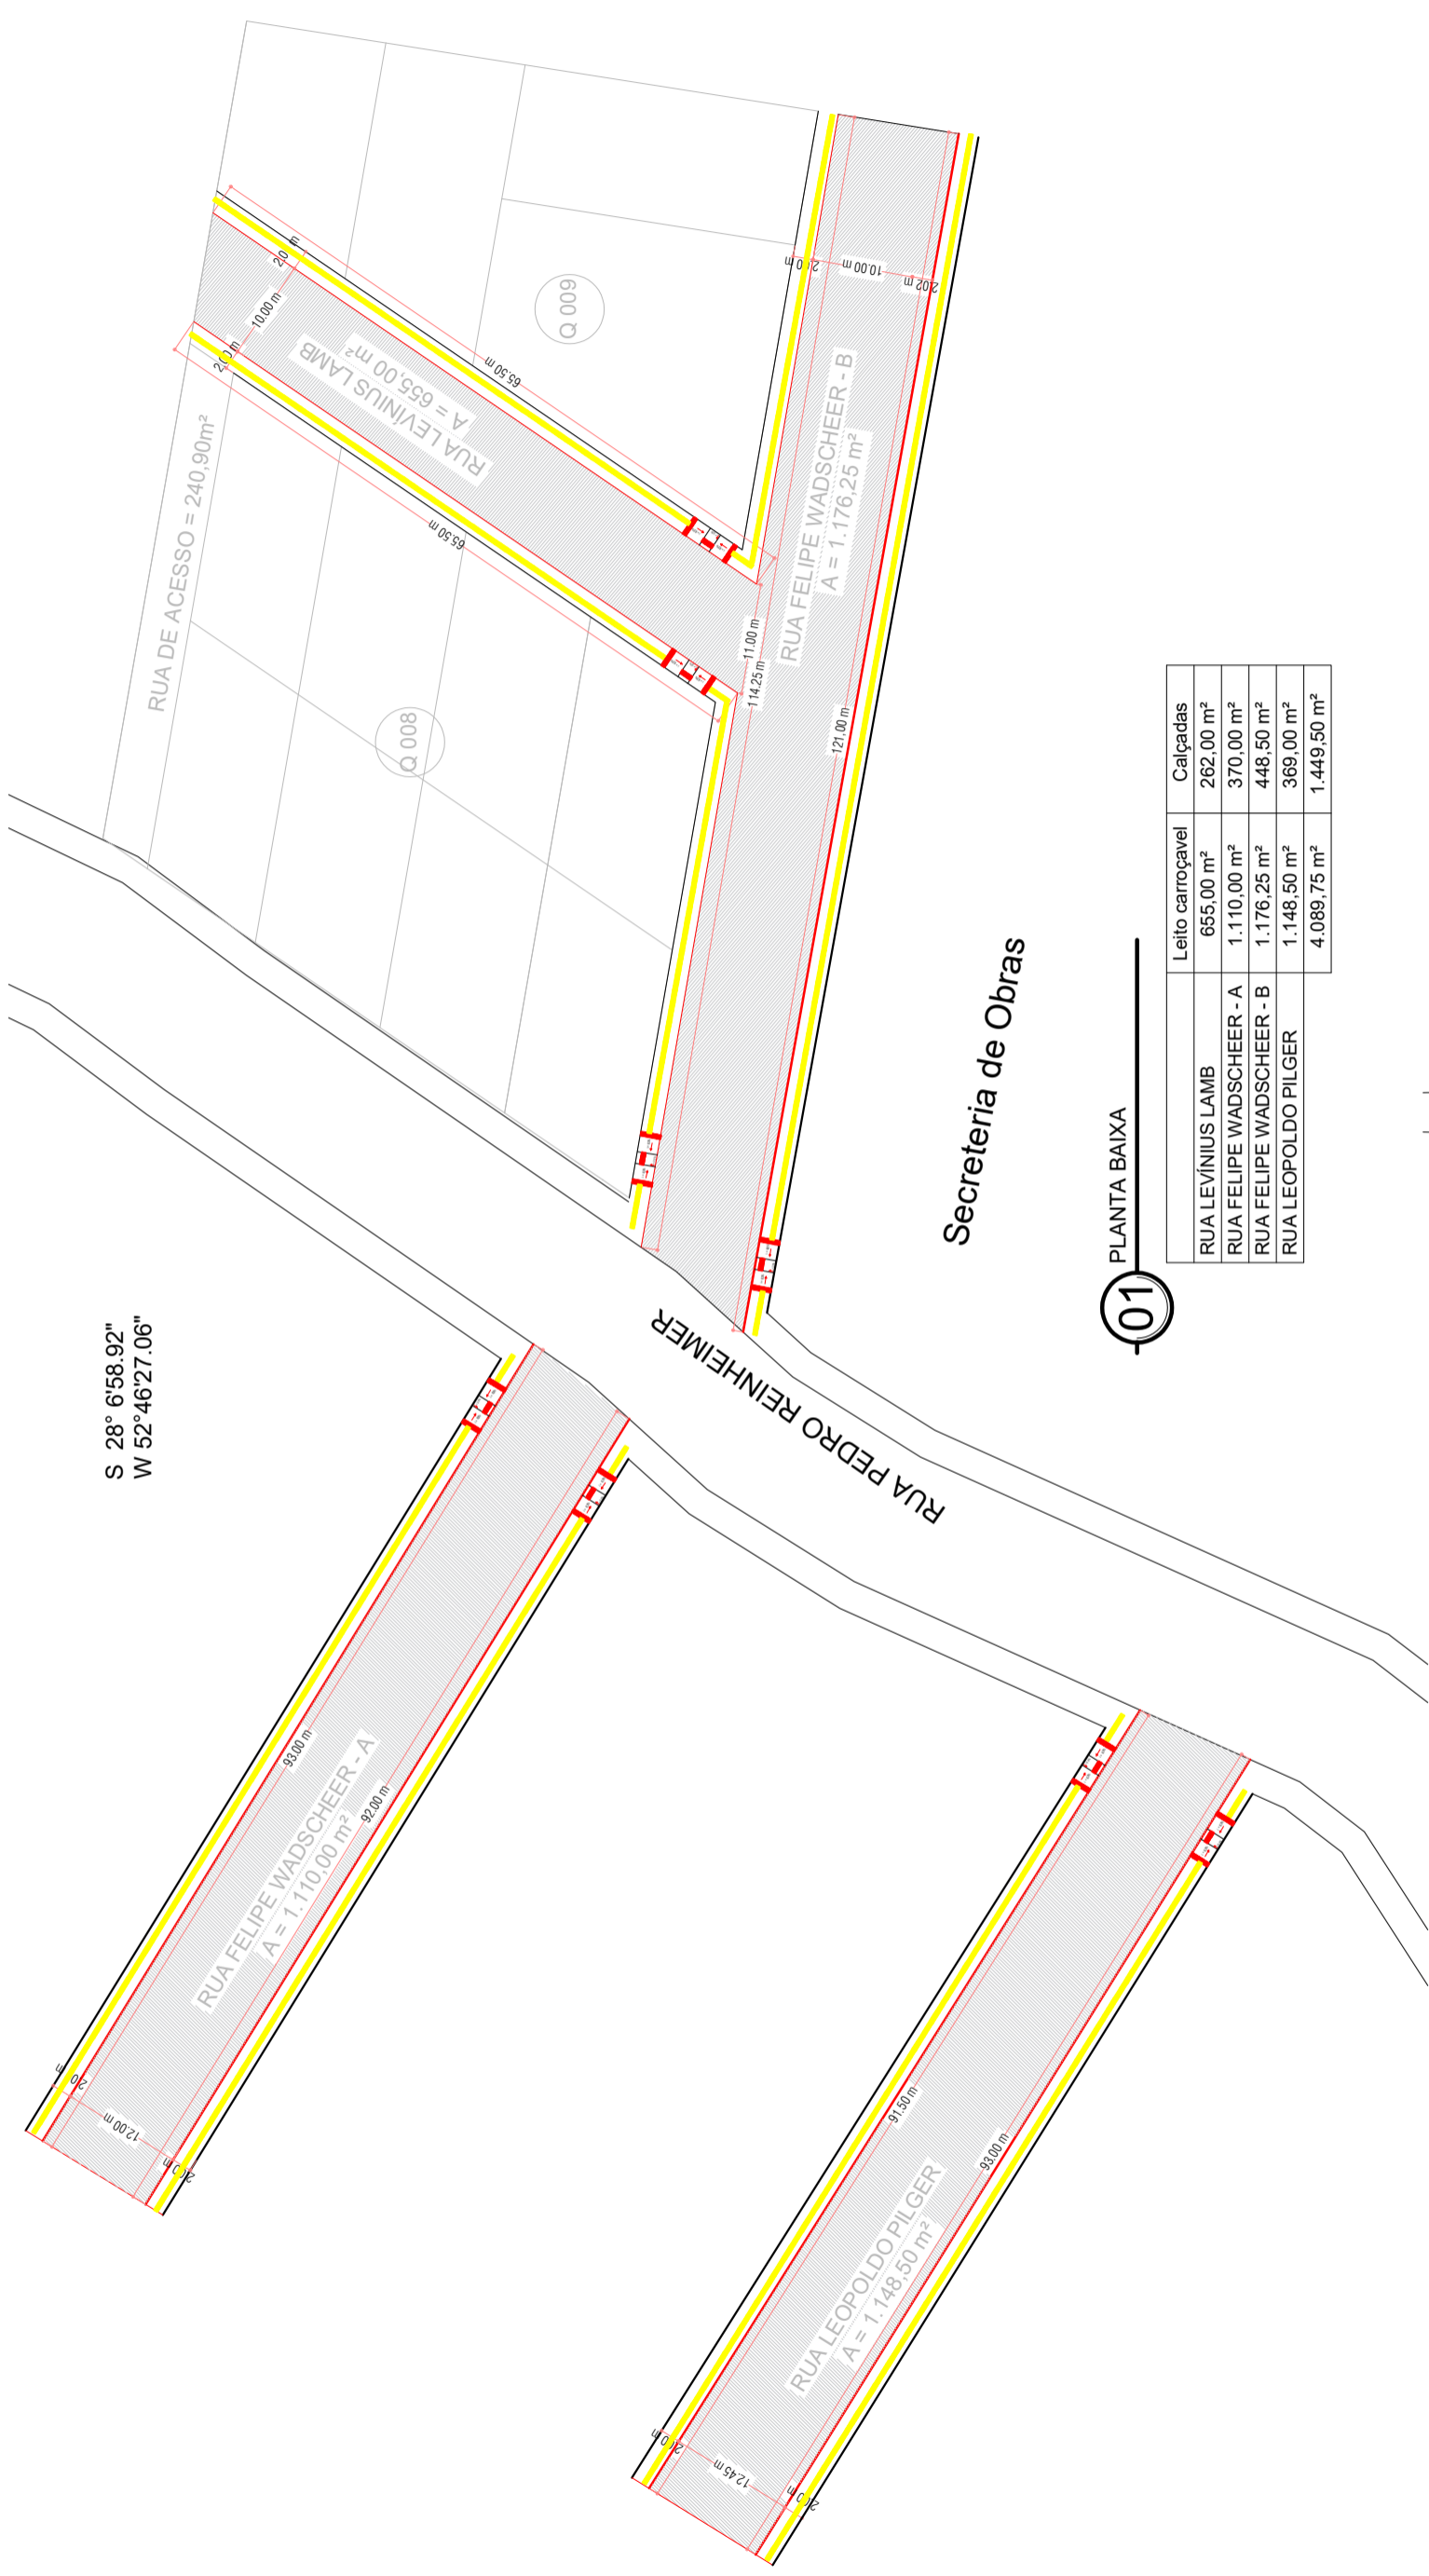 S 28° 6'58.92"
W 52°46'27.06"
RUA FELIPE WADSCHEER - A
A = 1.110,00 m²
93.00 m
92.00 m
12.00 m
RUA LEOPOLDO PILGER
A = 1.148,50 m²
91.50 m
93.00 m
12.45 m
RUA PEDRO REINHEIMER
RUA DE ACESSO = 240,90m²
Q 008
Q 009
RUA LEVÍNIUS LAMB
A = 655,00 m²
65.50 m
65.50 m
10.00 m
RUA FELIPE WADSCHEER - B
A = 1.176,25 m²
11.00 m
114.25 m
121.00 m
10.00 m
2.02 m
Secreteria de Obras
01
PLANTA BAIXA
Leito carroçavel Calçadas
RUA LEVÍNIUS LAMB 655,00 m² 262,00 m²
RUA FELIPE WADSCHEER - A 1.110,00 m² 370,00 m²
RUA FELIPE WADSCHEER - B 1.176,25 m² 448,50 m²
RUA LEOPOLDO PILGER 1.148,50 m² 369,00 m²
4.089,75 m² 1.449,50 m²